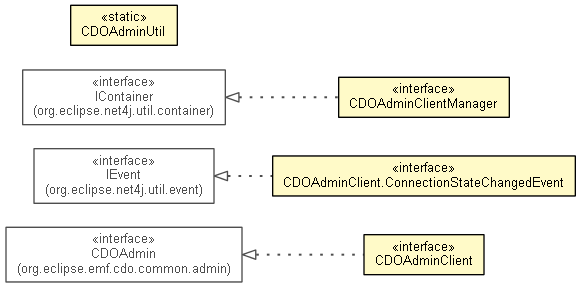 «static»
CDOAdminUtil
«interface»
IContainer
(org.eclipse.net4j.util.container)
«interface»
CDOAdminClientManager
«interface»
IEvent
(org.eclipse.net4j.util.event)
«interface»
CDOAdminClient.ConnectionStateChangedEvent
«interface»
CDOAdmin
(org.eclipse.emf.cdo.common.admin)
«interface»
CDOAdminClient